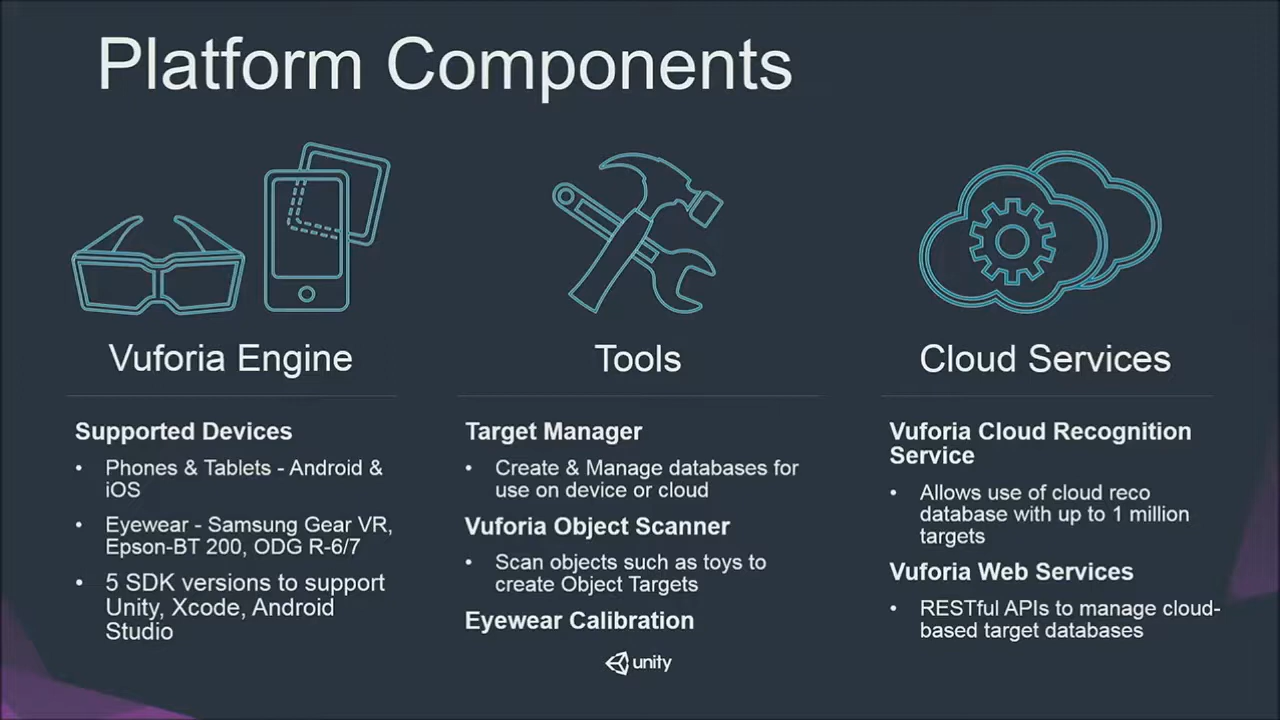 Platform Components
Vuforia Engine
Supported Devices
• Phones & Tablets - Android &
iOS
• Eyewear - Samsung Gear VR,
Epson-BT 200, ODG R-6/7
• 5 SDK versions to support
Unity, Xcode, Android
Studio
Tools
Target Manager
• Create & Manage databases for
use on device or cloud
Vuforia Object Scanner
• Scan objects such as toys to
create Object Targets
Eyewear Calibration
Cloud Services
Vuforia Cloud Recognition
Service
• Allows use of cloud reco
database with up to 1 million
targets
Vuforia Web Services
• RESTful APIs to manage cloud-
based target databases
unity